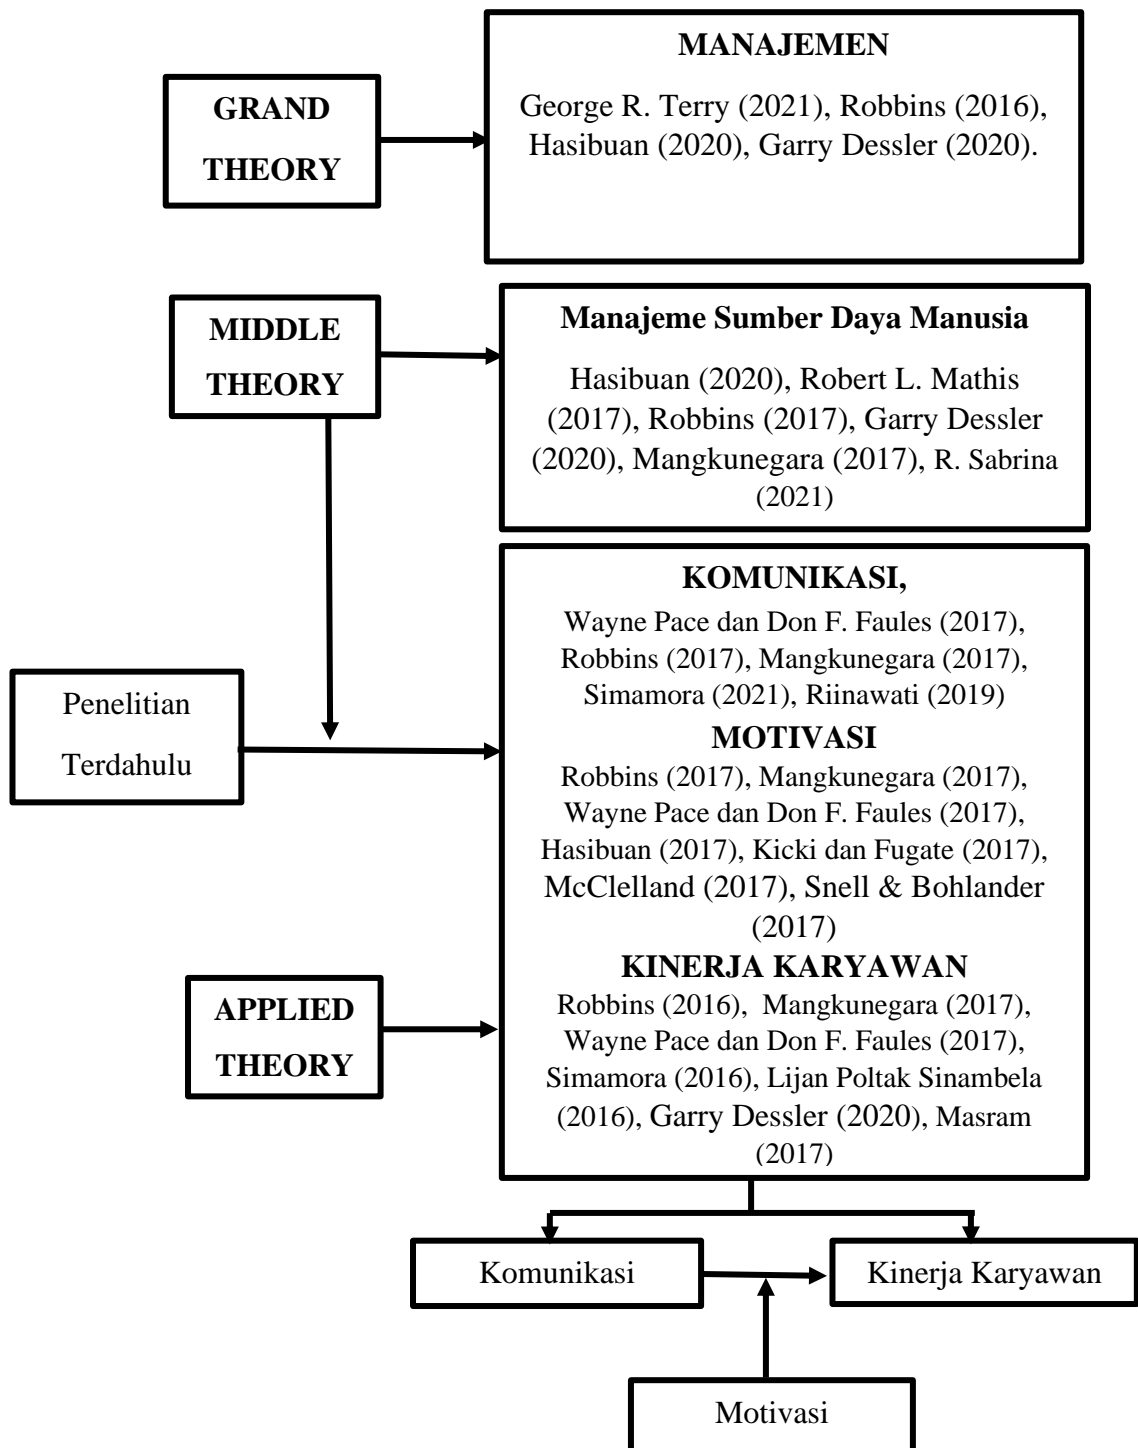 GRAND
THEORY
MANAJEMEN
George R. Terry (2021), Robbins (2016),
Hasibuan (2020), Garry Dessler (2020).
MIDDLE
THEORY
Manajeme Sumber Daya Manusia
Hasibuan (2020), Robert L. Mathis
(2017), Robbins (2017), Garry Dessler
(2020), Mangkunegara (2017), R. Sabrina
(2021)
Penelitian
Terdahulu
KOMUNIKASI,
Wayne Pace dan Don F. Faules (2017),
Robbins (2017), Mangkunegara (2017),
Simamora (2021), Riinawati (2019)
MOTIVASI
Robbins (2017), Mangkunegara (2017),
Wayne Pace dan Don F. Faules (2017),
Hasibuan (2017), Kicki dan Fugate (2017),
McClelland (2017), Snell & Bohlander
(2017)
KINERJA KARYAWAN
Robbins (2016),  Mangkunegara (2017),
Wayne Pace dan Don F. Faules (2017),
Simamora (2016), Lijan Poltak Sinambela
(2016), Garry Dessler (2020), Masram
(2017)
APPLIED
THEORY
Komunikasi
Kinerja Karyawan
Motivasi